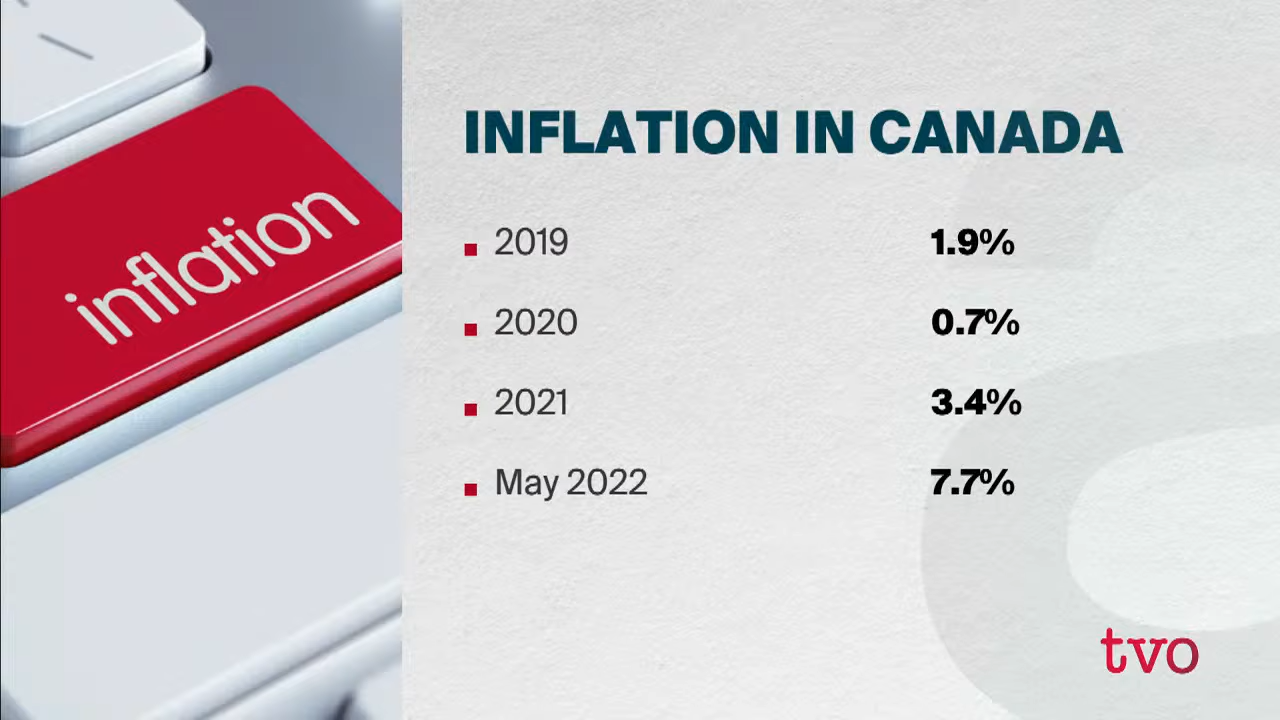 inflation
INFLATION IN CANADA
2019 1.9%
2020 0.7%
2021 3.4%
May 2022 7.7%
tvo